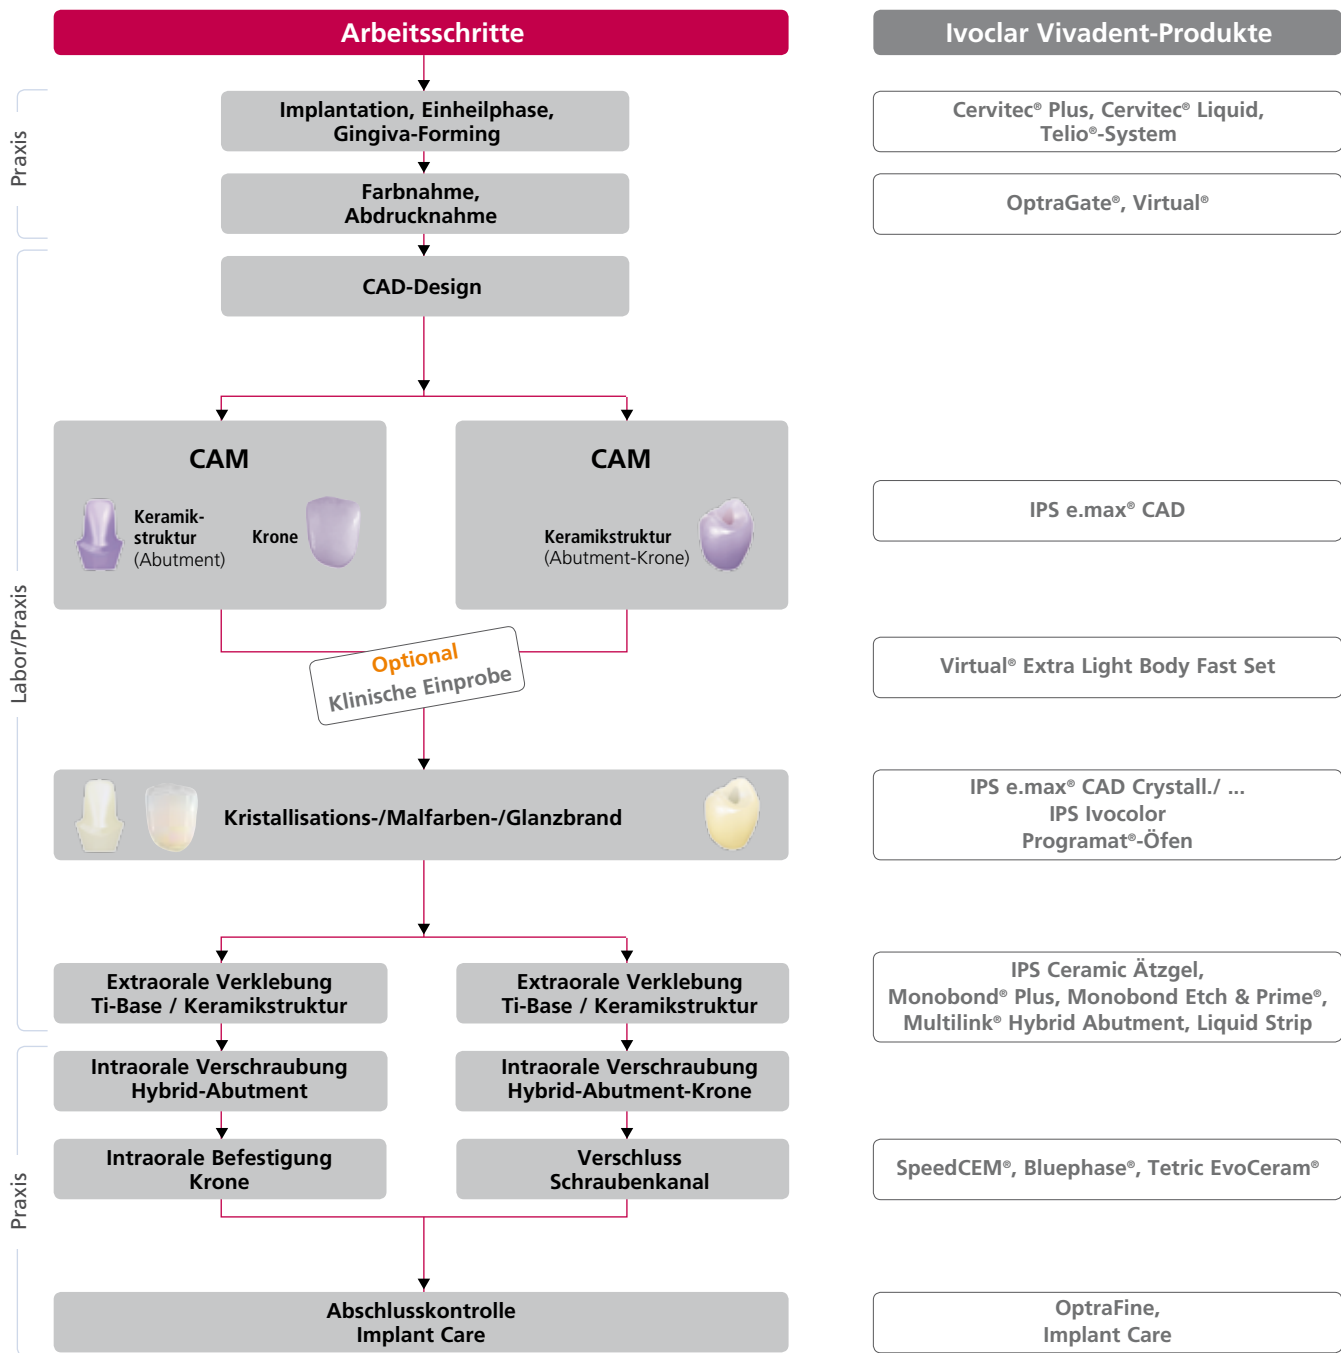 Arbeitsschritte
Ivoclar Vivadent-Produkte
Praxis
Implantation, Einheilphase,
Gingiva-Forming
Cervitec® Plus, Cervitec® Liquid,
Telio®-System
Farbnahme,
Abdrucknahme
OptraGate®, Virtual®
Labor/Praxis
CAD-Design
CAM
Keramik-
struktur
(Abutment)
Krone
CAM
Keramikstruktur
(Abutment-Krone)
IPS e.max® CAD
Optional
Klinische Einprobe
Virtual® Extra Light Body Fast Set
Kristallisations-/Malfarben-/Glanzbrand
IPS e.max® CAD Crystall./ ...
IPS Ivocolor
Programat®-Öfen
Extraorale Verklebung
Ti-Base / Keramikstruktur
Extraorale Verklebung
Ti-Base / Keramikstruktur
IPS Ceramic Ätzgel,
Monobond® Plus, Monobond Etch & Prime®,
Multilink® Hybrid Abutment, Liquid Strip
Praxis
Intraorale Verschraubung
Hybrid-Abutment
Intraorale Verschraubung
Hybrid-Abutment-Krone
Intraorale Befestigung
Krone
Verschluss
Schraubenkanal
SpeedCEM®, Bluephase®, Tetric EvoCeram®
Abschlusskontrolle
Implant Care
OptraFine,
Implant Care